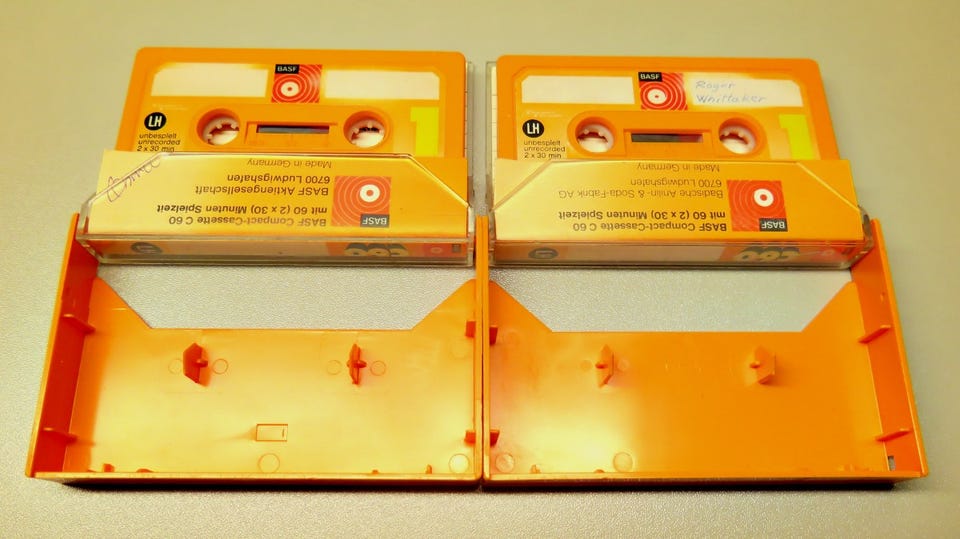 BASF
LH
unbespielt
unrecorded
2 x 30 min
1
BASF Compact-Cassette C 60
mit 60 (2 x 30) Minuten Spielzeit
BASF Aktiengesellschaft
6700 Ludwigshafen
Made in Germany
BASF
C60
BASF
Roger
Whittaker
LH
unbespielt
unrecorded
2 x 30 min
1
BASF Compact-Cassette C 60
mit 60 (2 x 30) Minuten Spielzeit
Badische Anilin- & Soda-Fabrik AG
6700 Ludwigshafen
Made in Germany
BASF
C60